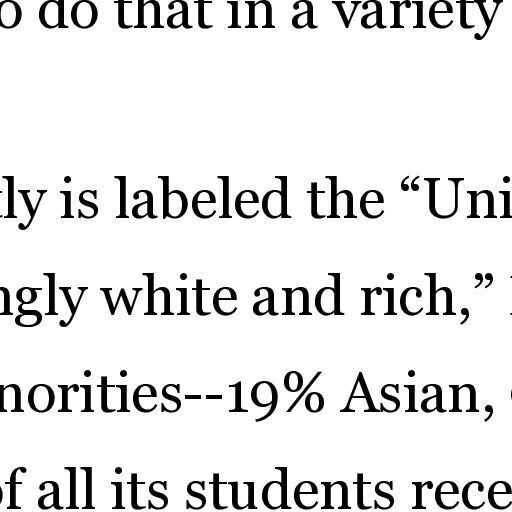 o do that in a variety
tly is labeled the “Uni
ngly white and rich,”
norities--19% Asian,
of all its students rece